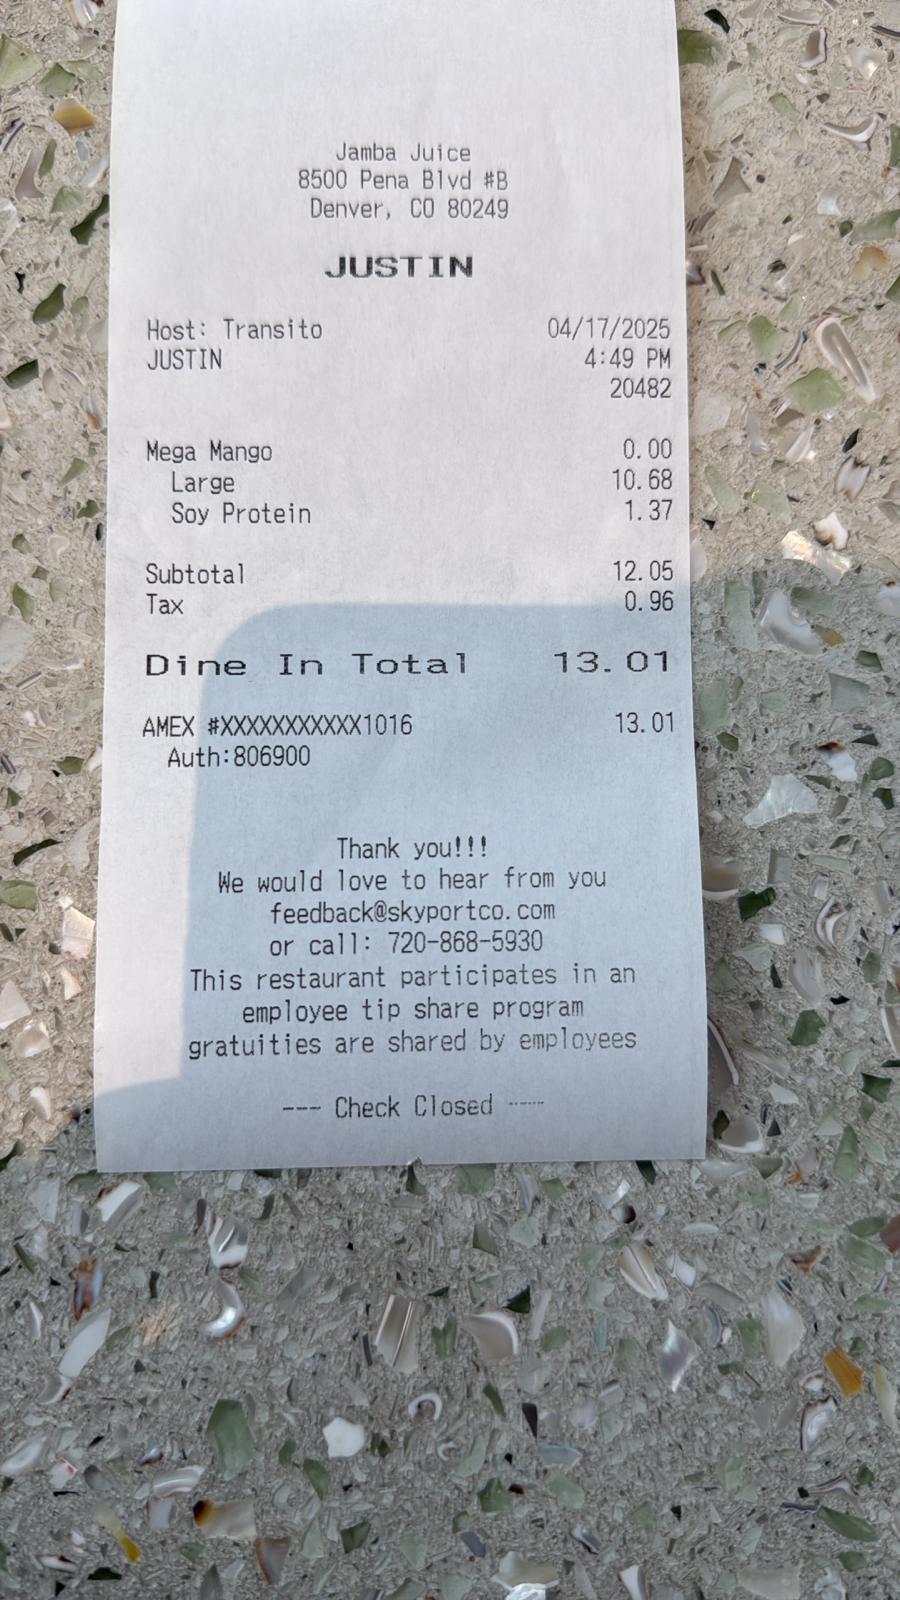 Jamba Juice
8500 Pena Blvd #B
Denver, CO 80249
JUSTIN
Host: Transito 04/17/2025
JUSTIN 4:49 PM
20482
Mega Mango 0.00
Large 10.68
Soy Protein 1.37
Subtotal 12.05
Tax 0.96
Dine In Total 13.01
AMEX #XXXXXXXXXXX1016 13.01
Auth:806900
Thank you!!!
We would love to hear from you
feedback@skyportco.com
or call: 720-868-5930
This restaurant participates in an
employee tip share program
gratuities are shared by employees
--- Check Closed ---